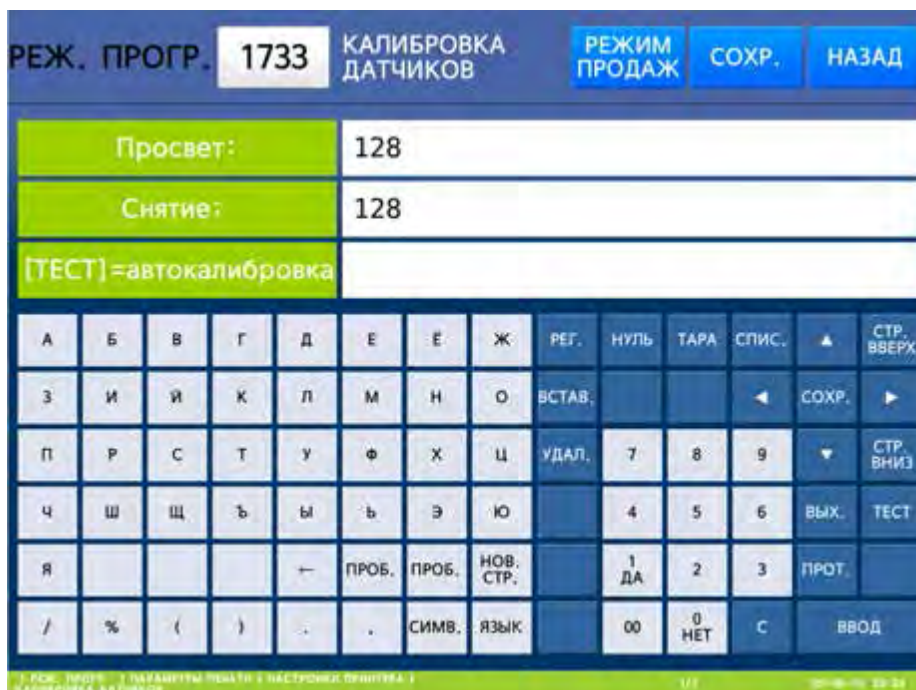 РЕЖ. ПРОГР. 1733 КАЛИБРОВКА ДАТЧИКОВ РЕЖИМ ПРОДАЖ СОХР. НАЗАД
Просвет: 128
Снятие: 128
[ТЕСТ]=автокалибровка
А Б В Г Д Е Ё Ж РЕГ. НУЛЬ ТАРА СПИС. ▲ СТР. ВВЕРХ
З И Й К Л М Н О ВСТАВ. ◀ СОХР. ▶
П Р С Т У Ф Х Ц УДАЛ. 7 8 9 ▼ СТР. ВНИЗ
Ч Ш Щ Ъ Ы Ь Э Ю 4 5 6 ВЫХ. ТЕСТ
Я ← ПРОБ. ПРОБ. НОВ. СТР. 1 ДА 2 3 ПРОТ.
/ % ( ) . , СИМВ. ЯЗЫК 00 0 НЕТ С ВВОД
1/1